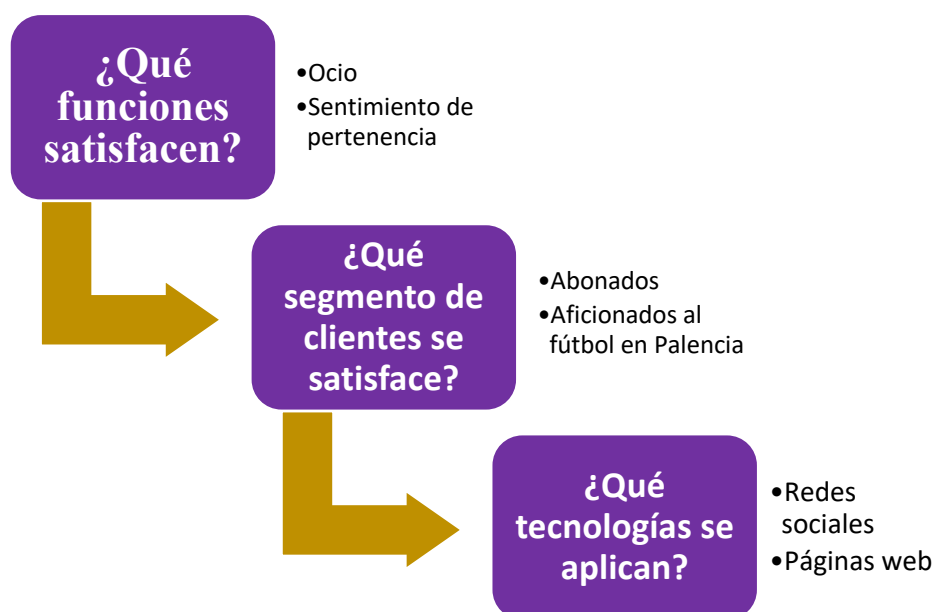 ¿Qué
funciones
satisfacen?
•Ocio
•Sentimiento de
pertenencia
¿Qué
segmento de
clientes se
satisface?
•Abonados
•Aficionados al
fútbol en Palencia
¿Qué
tecnologías se
aplican?
•Redes
sociales
•Páginas web